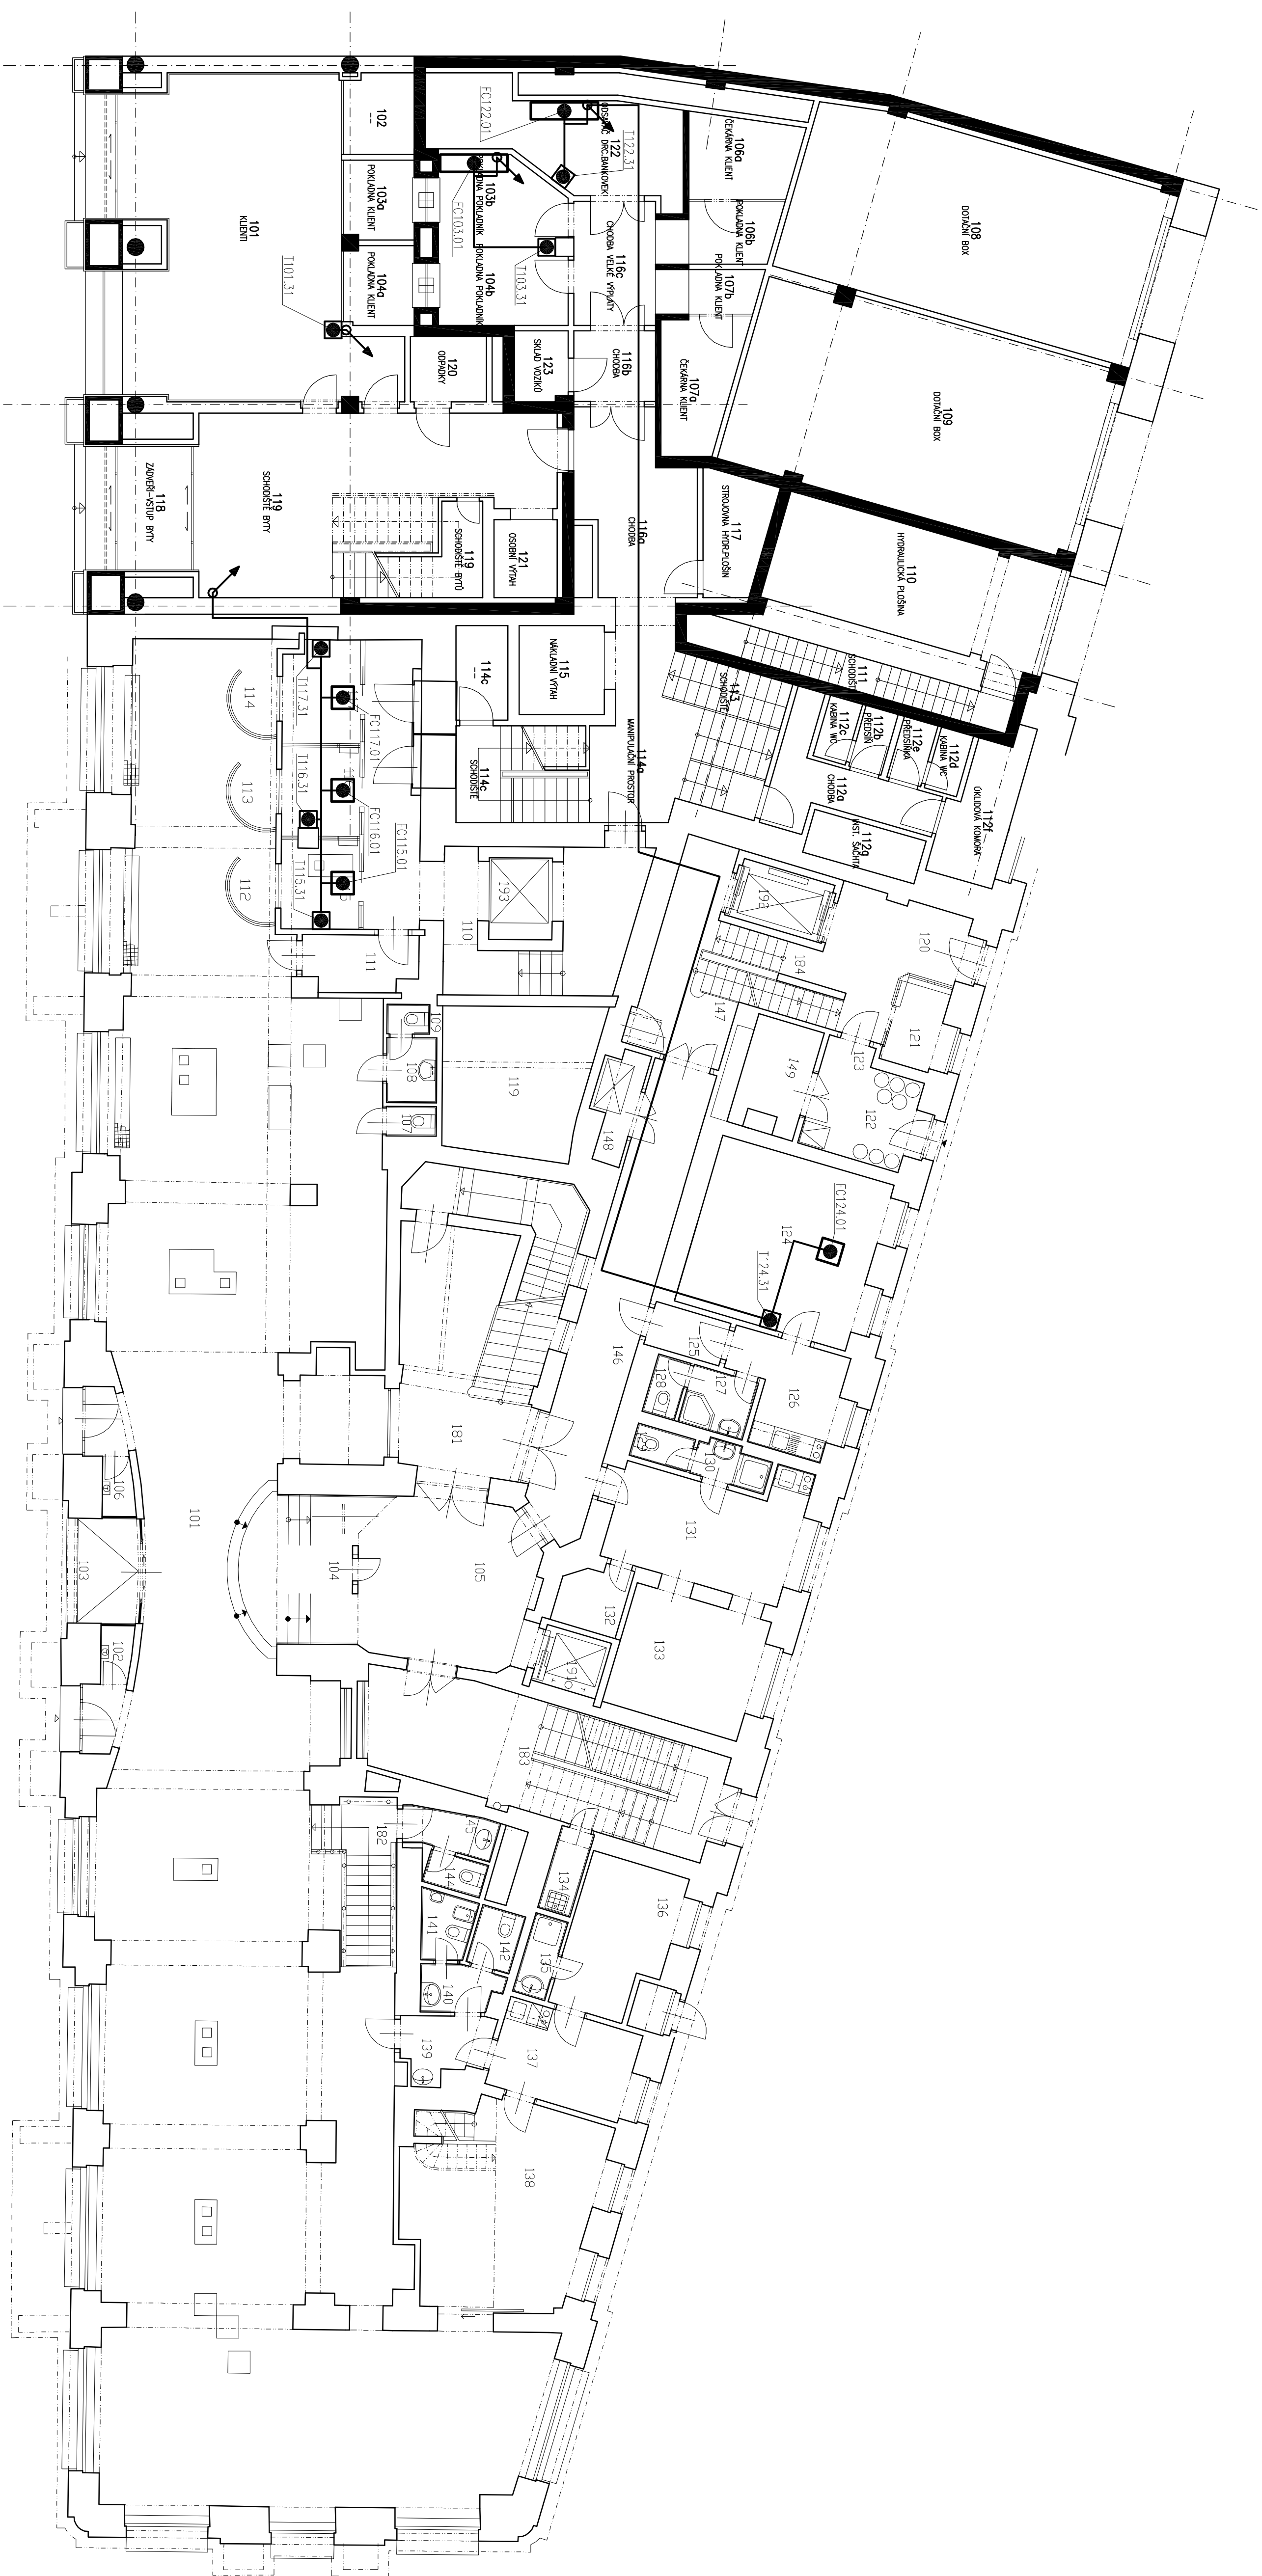 102
--
101
KLIENTI
103a
POKLADNA KLIENT
104a
POKLADNA KLIENT
T101.31
FC122.01
122
ODSAVAČ DRC.BANKOVEK
T122.31
103b
POKLADNA POKLADNÍK
FC103.01
104b
POKLADNA POKLADNÍK
T103.31
116c
CHODBA VELKÉ VÝPLATY
106a
ČEKÁRNA KLIENT
106b
POKLADNA KLIENT
107b
POKLADNA KLIENT
107a
ČEKÁRNA KLIENT
108
DOTAČNÍ BOX
109
DOTAČNÍ BOX
120
ODPADKY
123
SKLAD VOZÍKŮ
116b
CHODBA
116a
CHODBA
117
STROJOVNA HYDR.PLOŠIN
110
HYDRAULICKÁ PLOŠINA
118
ZÁDVEŘÍ-VSTUP BYTY
119
SCHODIŠTĚ BYTY
119
SCHODIŠTĚ BYTŮ
121
OSOBNÍ VÝTAH
111
SCHODIŠTĚ
113
SCHODIŠTĚ
115
NÁKLADNÍ VÝTAH
114c
--
114c
SCHODIŠTĚ
114a
MANIPULAČNÍ PROSTOR
112c
KABINA WC
112b
PŘEDSÍŇ
112e
PŘEDSÍŇKA
112d
KABINA WC
112a
CHODBA
112f
ÚKLIDOVÁ KOMORA
112g
INST. ŠACHTA
114
113
112
T117.31
FC117.01
T116.31
FC116.01
FC115.01
T115.31
111
110
193
192
184
120
121
147
149
123
122
109
108
107
119
148
124
FC124.01
T124.31
146
125
126
127
128
129
130
131
132
133
181
101
106
103
102
104
105
191
183
182
145
144
141
142
140
139
134
135
136
137
138